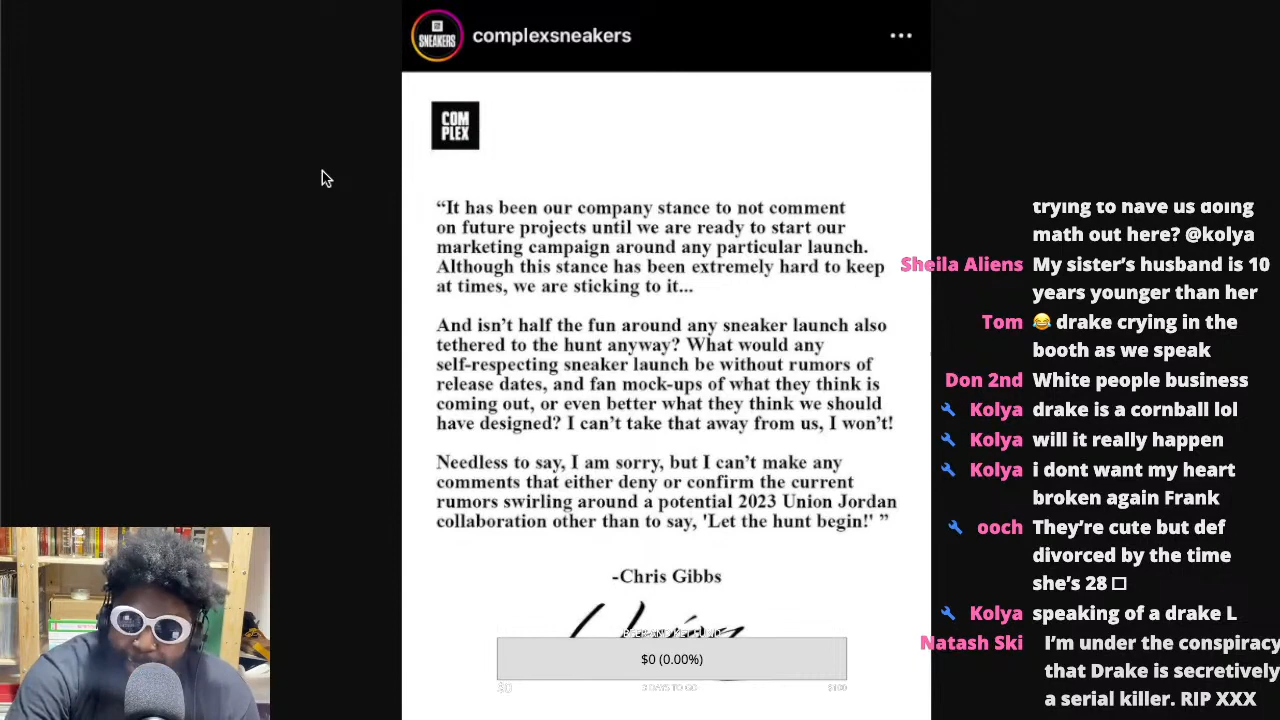 SNEAKERS
complexsneakers
COM
PLEX
“It has been our company stance to not comment
on future projects until we are ready to start our
marketing campaign around any particular launch.
Although this stance has been extremely hard to keep
at times, we are sticking to it...
And isn’t half the fun around any sneaker launch also
tethered to the hunt anyway? What would any
self-respecting sneaker launch be without rumors of
release dates, and fan mock-ups of what they think is
coming out, or even better what they think we should
have designed? I can’t take that away from us, I won’t!
Needless to say, I am sorry, but I can’t make any
comments that either deny or confirm the current
rumors swirling around a potential 2023 Union Jordan
collaboration other than to say, 'Let the hunt begin!' ”
-Chris Gibbs
$0 (0.00%)
$0
3 DAYS TO GO
$100
trying to have us doing
math out here? @kolya
Sheila Aliens My sister’s husband is 10
years younger than her
Tom 😂 drake crying in the
booth as we speak
Don 2nd White people business
Kolya drake is a cornball lol
Kolya will it really happen
Kolya i dont want my heart
broken again Frank
ooch They’re cute but def
divorced by the time
she’s 28
Kolya speaking of a drake L
Natash Ski I’m under the conspiracy
that Drake is secretively
a serial killer. RIP XXX